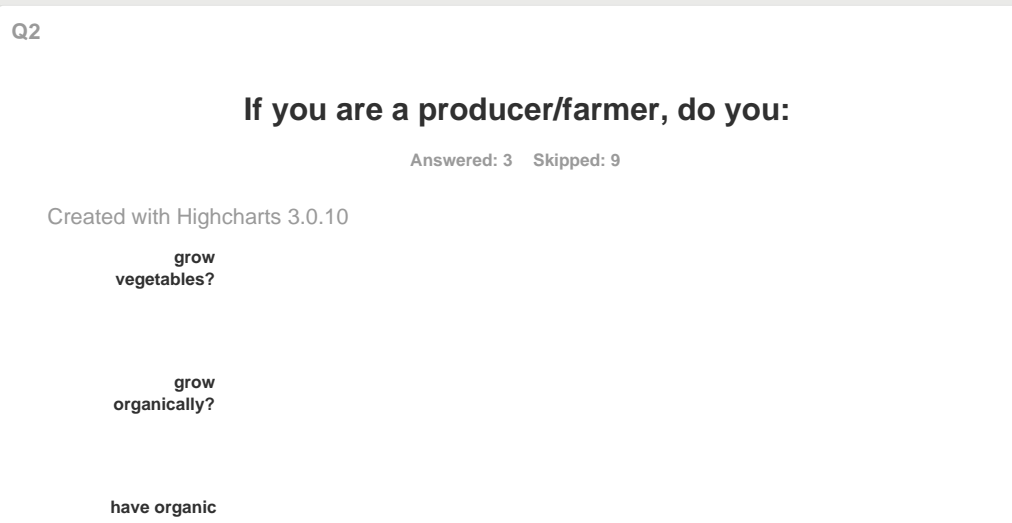 Q2
If you are a producer/farmer, do you:
Answered: 3 Skipped: 9
Created with Highcharts 3.0.10
grow
vegetables?
grow
organically?
have organic